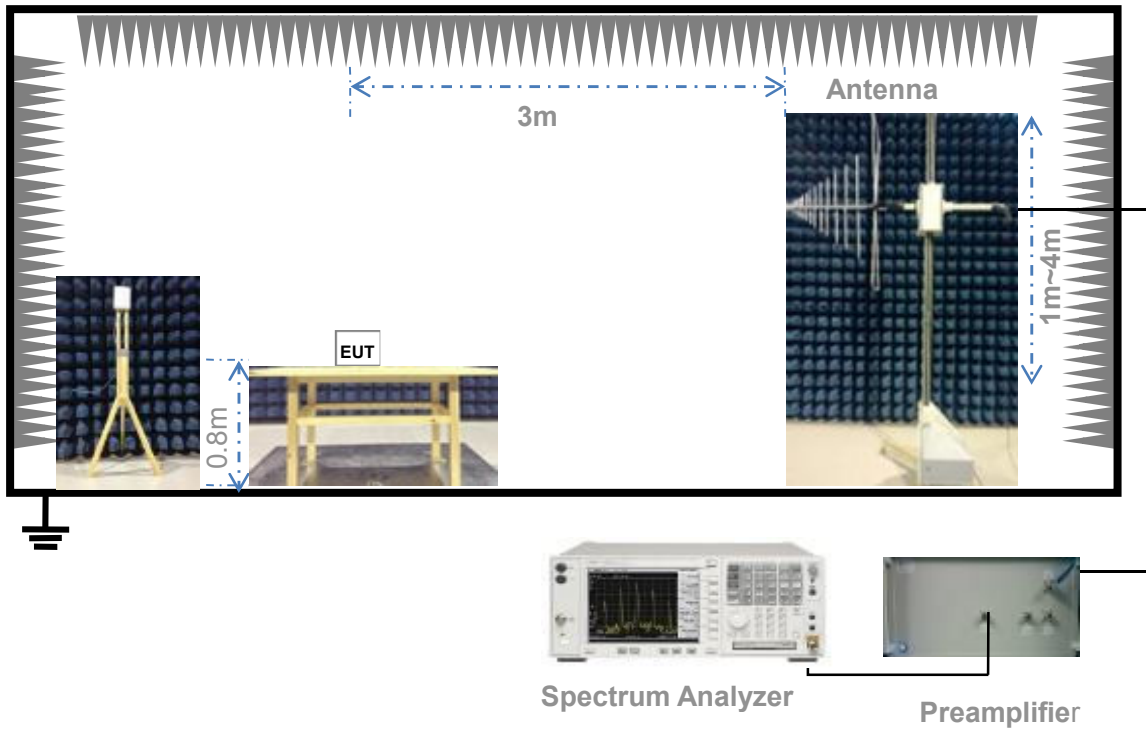 Antenna
3m
1m~4m
EUT
0.8m
Spectrum Analyzer
Preamplifier